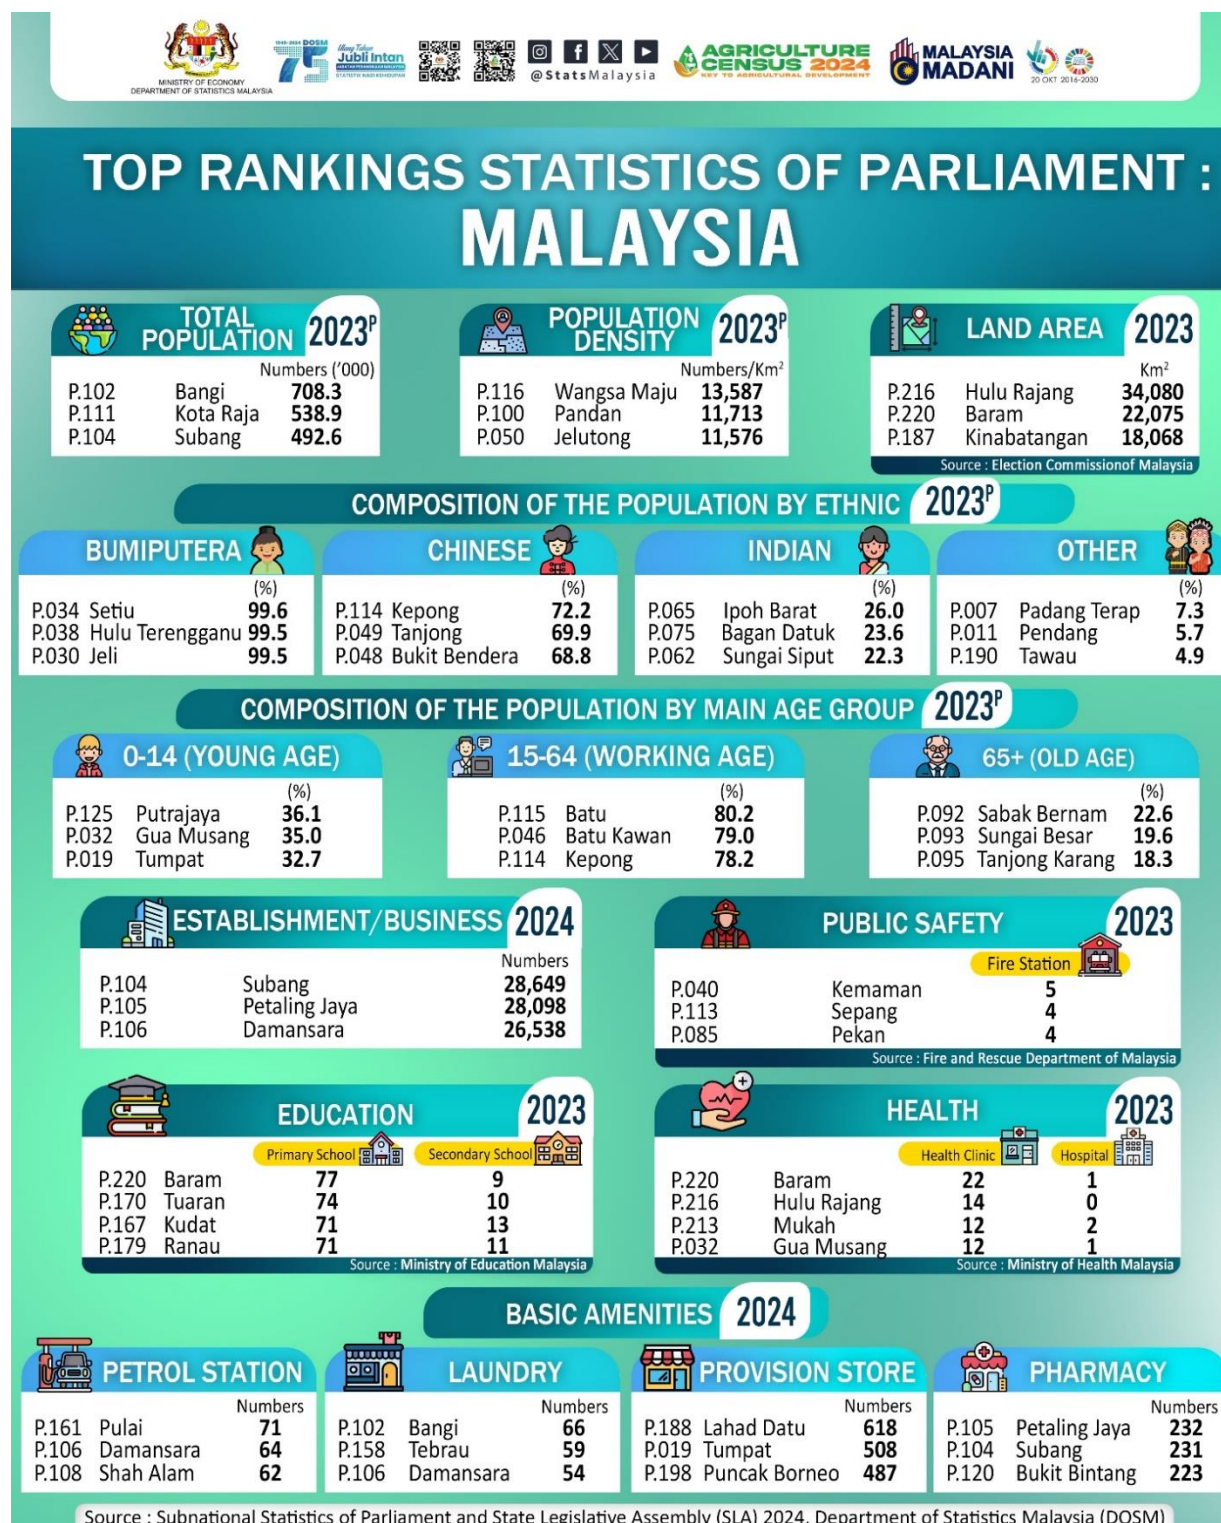 MINISTRY OF ECONOMY
DEPARTMENT OF STATISTICS MALAYSIA
1949-2024 DOSM
75
Ulang Tahun
Jubli Intan
@StatsMalaysia
AGRICULTURE
CENSUS 2024
KEY TO AGRICULTURAL DEVELOPMENT
MALAYSIA
MADANI
20 OKT 2016-2030
TOP RANKINGS STATISTICS OF PARLIAMENT :
MALAYSIA
TOTAL
POPULATION 2023P
Numbers ('000)
P.102 Bangi 708.3
P.111 Kota Raja 538.9
P.104 Subang 492.6
POPULATION
DENSITY 2023P
Numbers/Km²
P.116 Wangsa Maju 13,587
P.100 Pandan 11,713
P.050 Jelutong 11,576
LAND AREA 2023
Km²
P.216 Hulu Rajang 34,080
P.220 Baram 22,075
P.187 Kinabatangan 18,068
Source : Election Commissionof Malaysia
COMPOSITION OF THE POPULATION BY ETHNIC 2023P
BUMIPUTERA
(%)
P.034 Setiu 99.6
P.038 Hulu Terengganu 99.5
P.030 Jeli 99.5
CHINESE
(%)
P.114 Kepong 72.2
P.049 Tanjong 69.9
P.048 Bukit Bendera 68.8
INDIAN
(%)
P.065 Ipoh Barat 26.0
P.075 Bagan Datuk 23.6
P.062 Sungai Siput 22.3
OTHER
(%)
P.007 Padang Terap 7.3
P.011 Pendang 5.7
P.190 Tawau 4.9
COMPOSITION OF THE POPULATION BY MAIN AGE GROUP 2023P
0-14 (YOUNG AGE)
(%)
P.125 Putrajaya 36.1
P.032 Gua Musang 35.0
P.019 Tumpat 32.7
15-64 (WORKING AGE)
(%)
P.115 Batu 80.2
P.046 Batu Kawan 79.0
P.114 Kepong 78.2
65+ (OLD AGE)
(%)
P.092 Sabak Bernam 22.6
P.093 Sungai Besar 19.6
P.095 Tanjong Karang 18.3
ESTABLISHMENT/BUSINESS 2024
Numbers
P.104 Subang 28,649
P.105 Petaling Jaya 28,098
P.106 Damansara 26,538
PUBLIC SAFETY 2023
Fire Station
P.040 Kemaman 5
P.113 Sepang 4
P.085 Pekan 4
Source : Fire and Rescue Department of Malaysia
EDUCATION 2023
Primary School Secondary School
P.220 Baram 77 9
P.170 Tuaran 74 10
P.167 Kudat 71 13
P.179 Ranau 71 11
Source : Ministry of Education Malaysia
HEALTH 2023
Health Clinic Hospital
P.220 Baram 22 1
P.216 Hulu Rajang 14 0
P.213 Mukah 12 2
P.032 Gua Musang 12 1
Source : Ministry of Health Malaysia
BASIC AMENITIES 2024
PETROL STATION
Numbers
P.161 Pulai 71
P.106 Damansara 64
P.108 Shah Alam 62
LAUNDRY
Numbers
P.102 Bangi 66
P.158 Tebrau 59
P.106 Damansara 54
PROVISION STORE
Numbers
P.188 Lahad Datu 618
P.019 Tumpat 508
P.198 Puncak Borneo 487
PHARMACY
Numbers
P.105 Petaling Jaya 232
P.104 Subang 231
P.120 Bukit Bintang 223
Source : Subnational Statistics of Parliament and State Legislative Assembly (SLA) 2024, Department of Statistics Malaysia (DOSM)